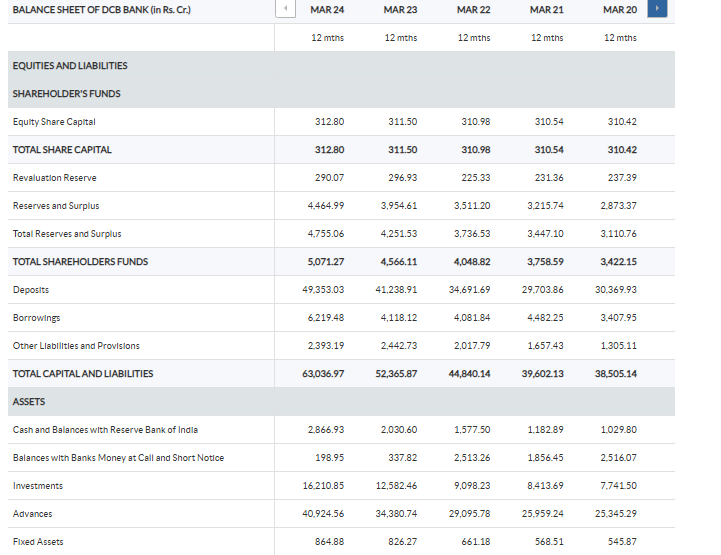 BALANCE SHEET OF DCB BANK (in Rs. Cr.) MAR 24 MAR 23 MAR 22 MAR 21 MAR 20
12 mths 12 mths 12 mths 12 mths 12 mths
EQUITIES AND LIABILITIES
SHAREHOLDER'S FUNDS
Equity Share Capital 312.80 311.50 310.98 310.54 310.42
TOTAL SHARE CAPITAL 312.80 311.50 310.98 310.54 310.42
Revaluation Reserve 290.07 296.93 225.33 231.36 237.39
Reserves and Surplus 4,464.99 3,954.61 3,511.20 3,215.74 2,873.37
Total Reserves and Surplus 4,755.06 4,251.53 3,736.53 3,447.10 3,110.76
TOTAL SHAREHOLDERS FUNDS 5,071.27 4,566.11 4,048.82 3,758.59 3,422.15
Deposits 49,353.03 41,238.91 34,691.69 29,703.86 30,369.93
Borrowings 6,219.48 4,118.12 4,081.84 4,482.25 3,407.95
Other Liabilities and Provisions 2,393.19 2,442.73 2,017.79 1,657.43 1,305.11
TOTAL CAPITAL AND LIABILITIES 63,036.97 52,365.87 44,840.14 39,602.13 38,505.14
ASSETS
Cash and Balances with Reserve Bank of India 2,866.93 2,030.60 1,577.50 1,182.89 1,029.80
Balances with Banks Money at Call and Short Notice 198.95 337.82 2,513.26 1,856.45 2,516.07
Investments 16,210.85 12,582.46 9,098.23 8,413.69 7,741.50
Advances 40,924.56 34,380.74 29,095.78 25,959.24 25,345.29
Fixed Assets 864.88 826.27 661.18 568.51 545.87